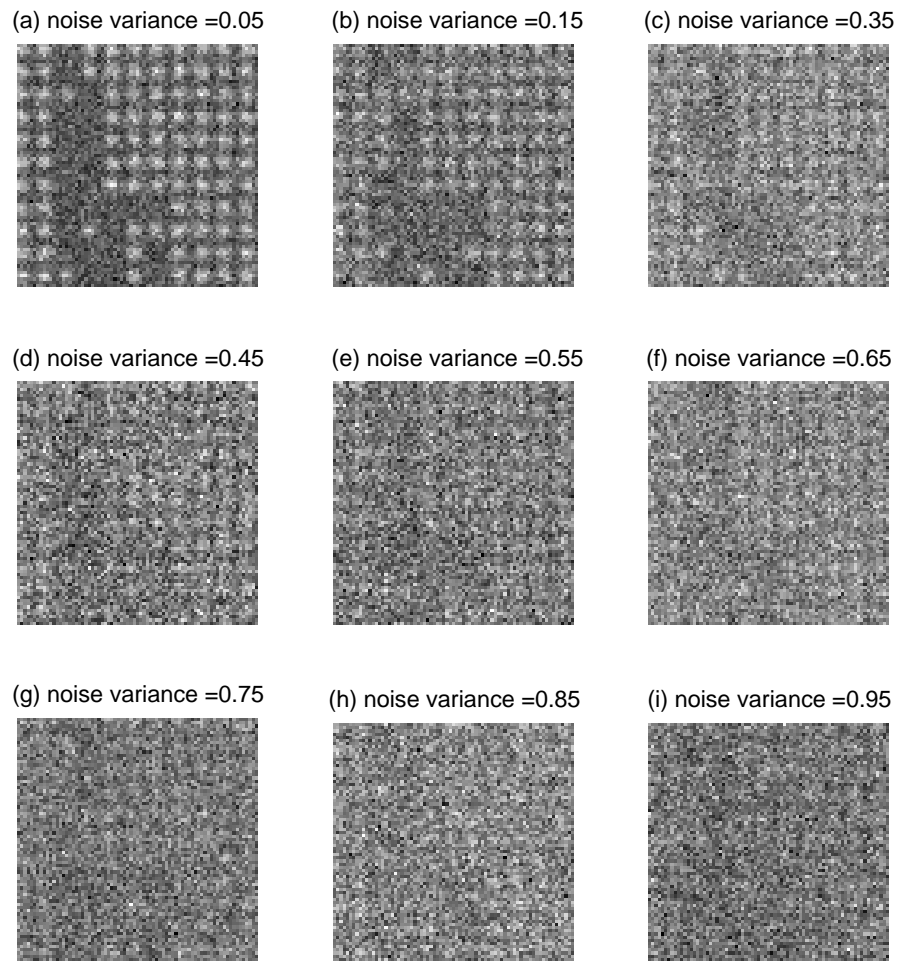 (a) noise variance =0.05
(b) noise variance =0.15
(c) noise variance =0.35
(d) noise variance =0.45
(e) noise variance =0.55
(f) noise variance =0.65
(g) noise variance =0.75
(h) noise variance =0.85
(i) noise variance =0.95